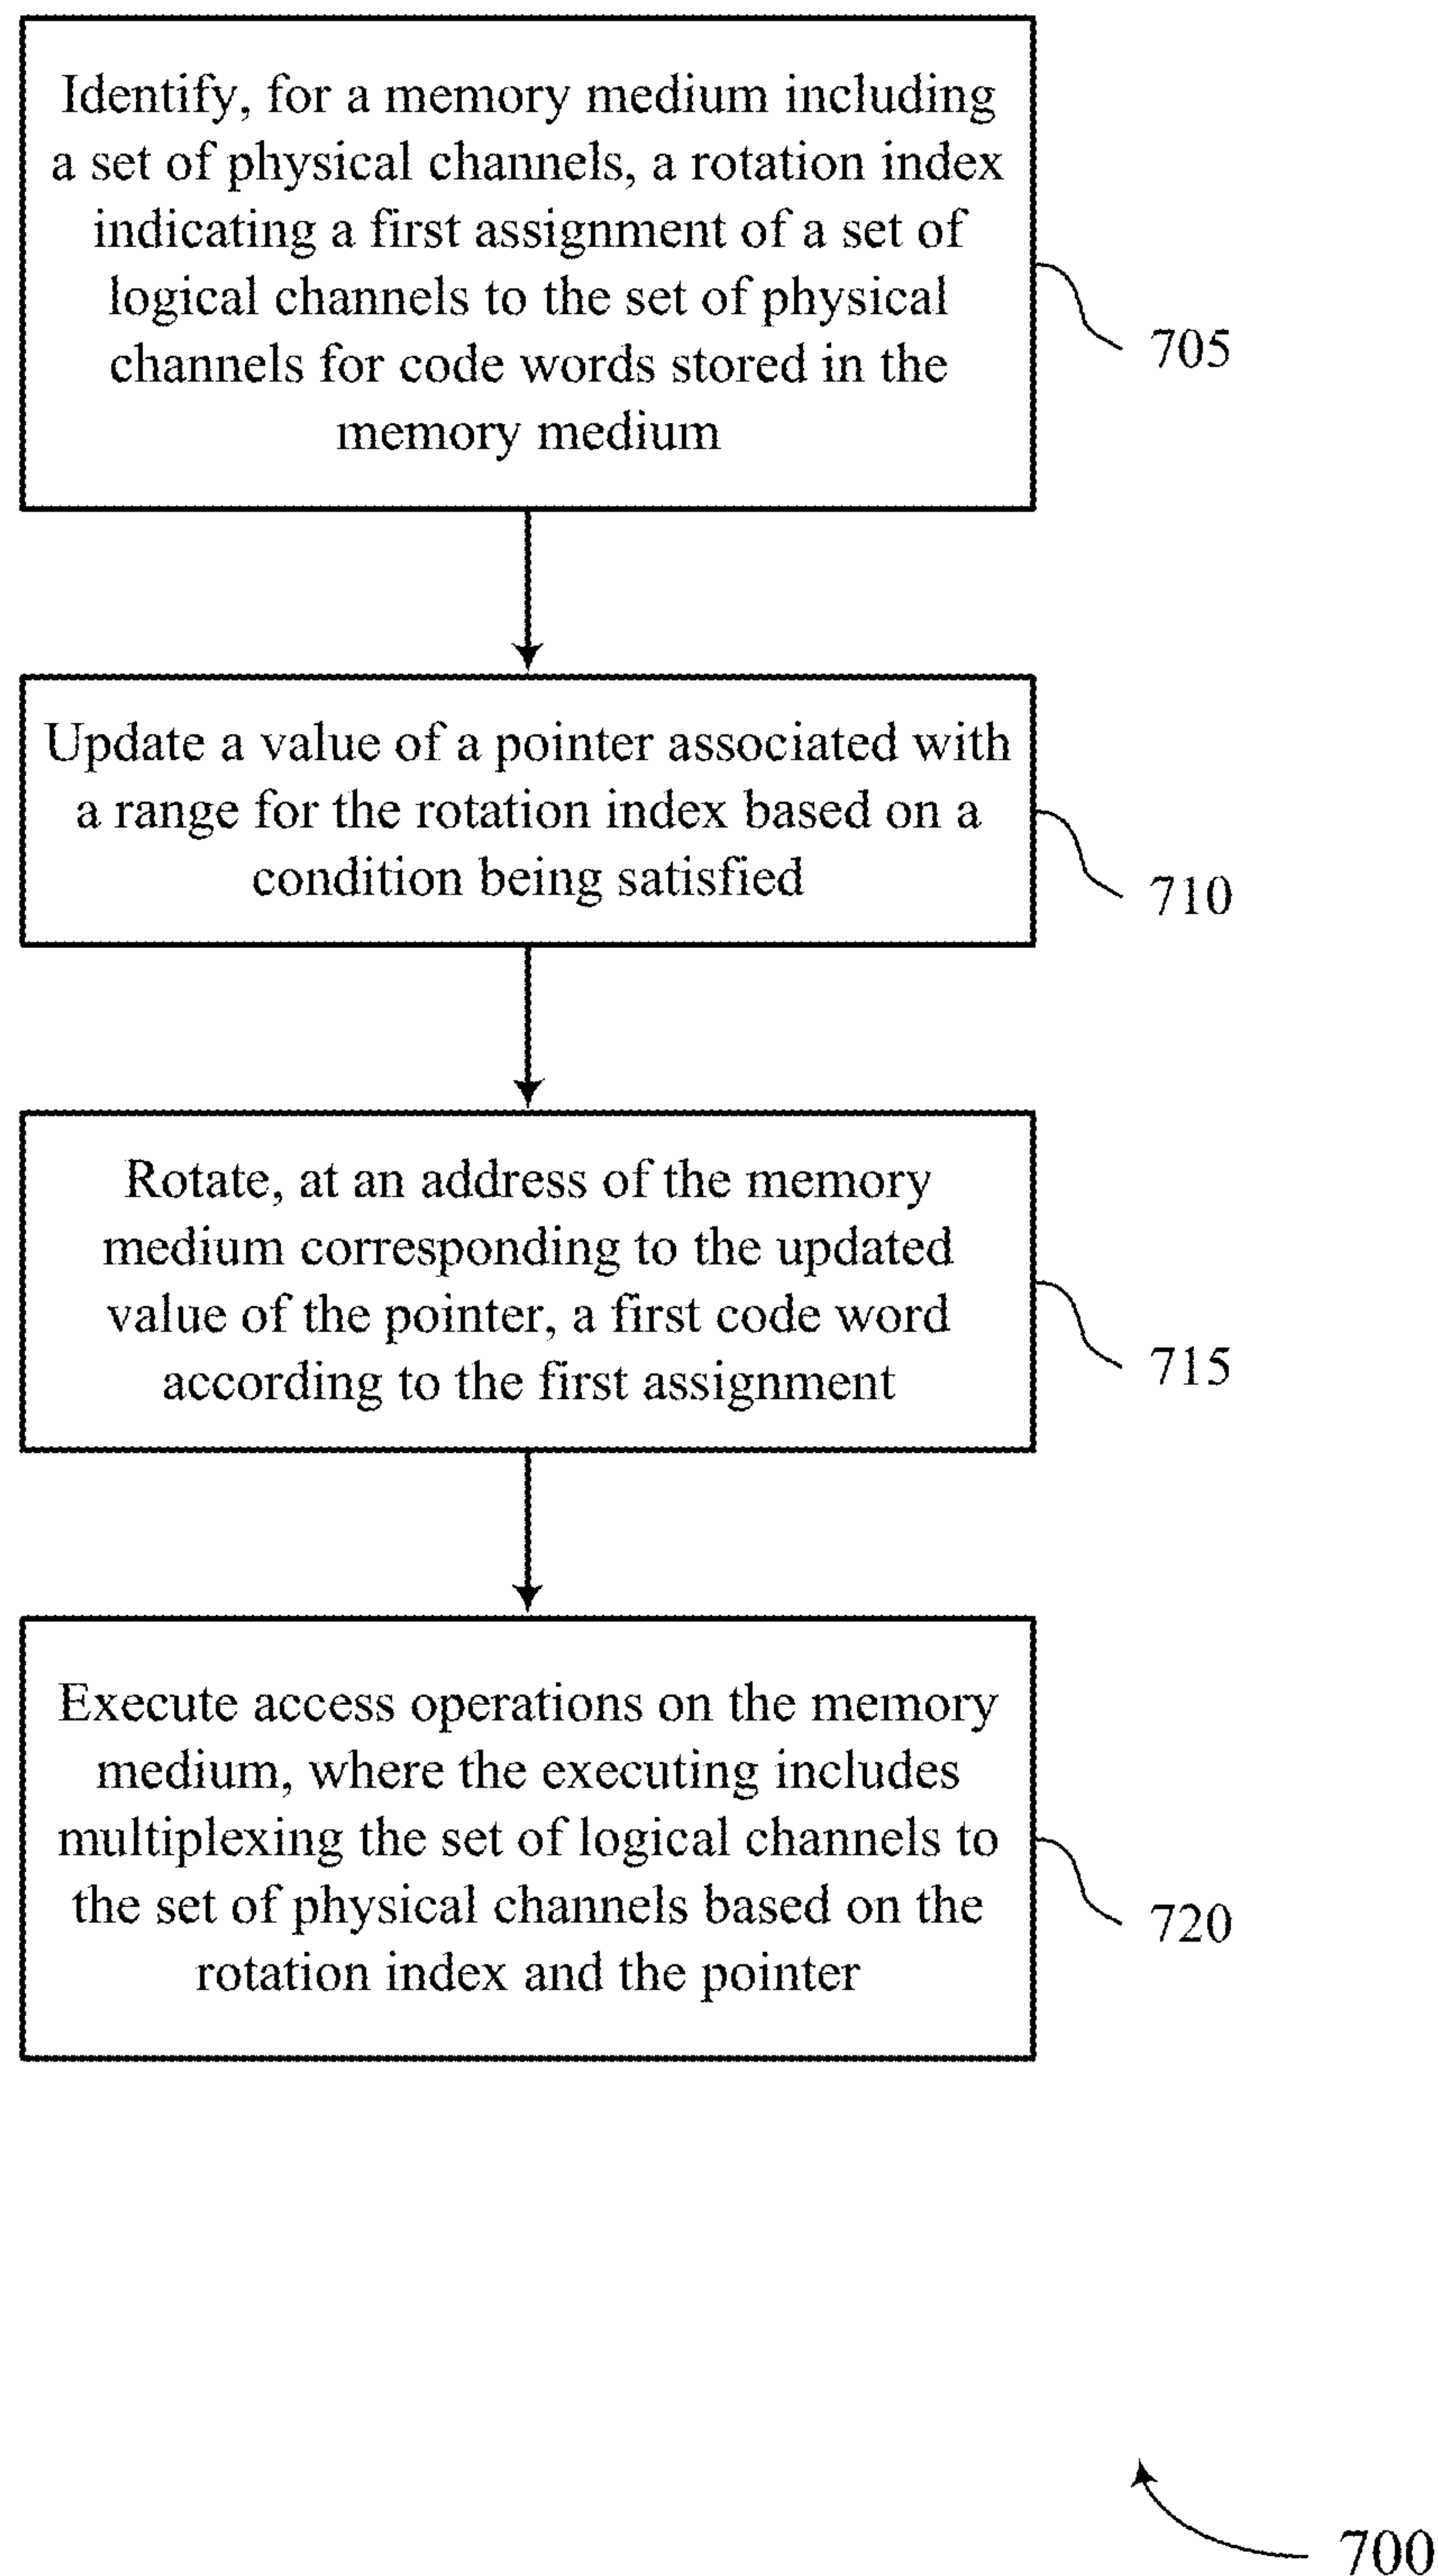 Identify, for a memory medium including
a set of physical channels, a rotation index
indicating a first assignment of a set of
logical channels to the set of physical
channels for code words stored in the
memory medium
705
Update a value of a pointer associated with
a range for the rotation index based on a
condition being satisfied
710
Rotate, at an address of the memory
medium corresponding to the updated
value of the pointer, a first code word
according to the first assignment
715
Execute access operations on the memory
medium, where the executing includes
multiplexing the set of logical channels to
the set of physical channels based on the
rotation index and the pointer
720
700